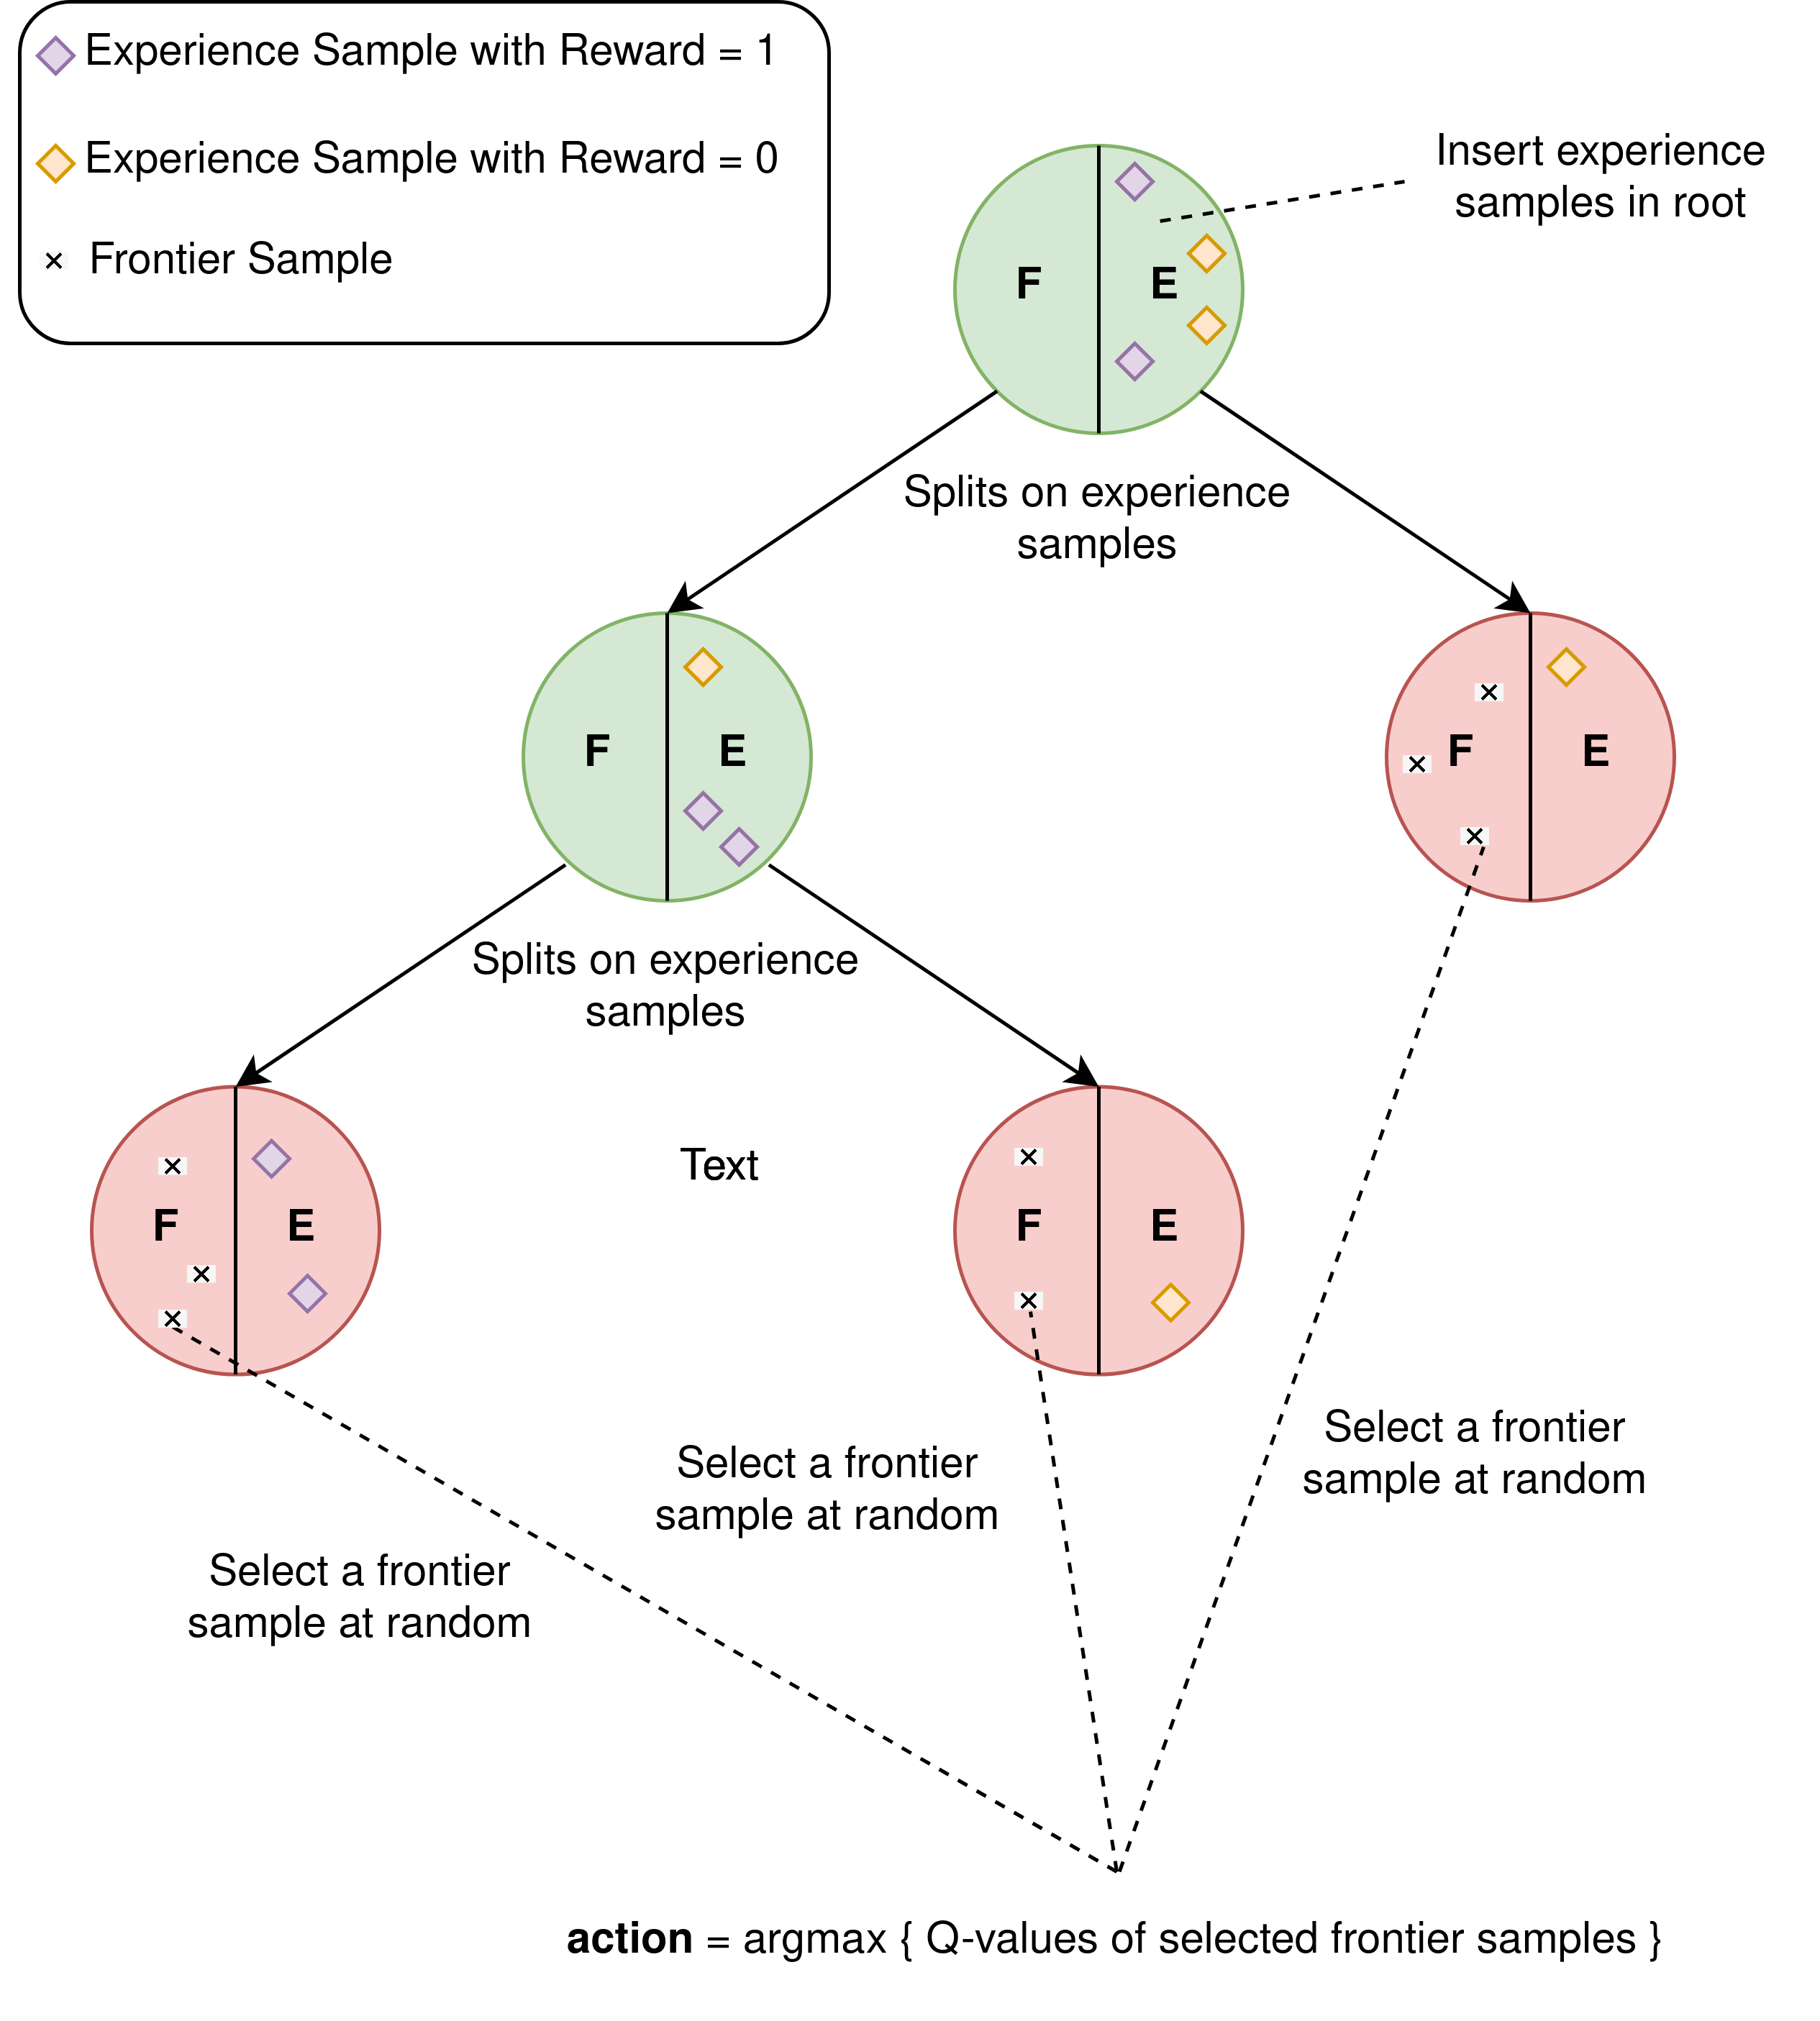 Experience Sample with Reward = 1
Experience Sample with Reward = 0
Frontier Sample
Insert experience
samples in root
F
E
Splits on experience
samples
F
E
F
E
Splits on experience
samples
F
E
Text
F
E
Select a frontier
sample at random
Select a frontier
sample at random
Select a frontier
sample at random
action = argmax { Q-values of selected frontier samples }